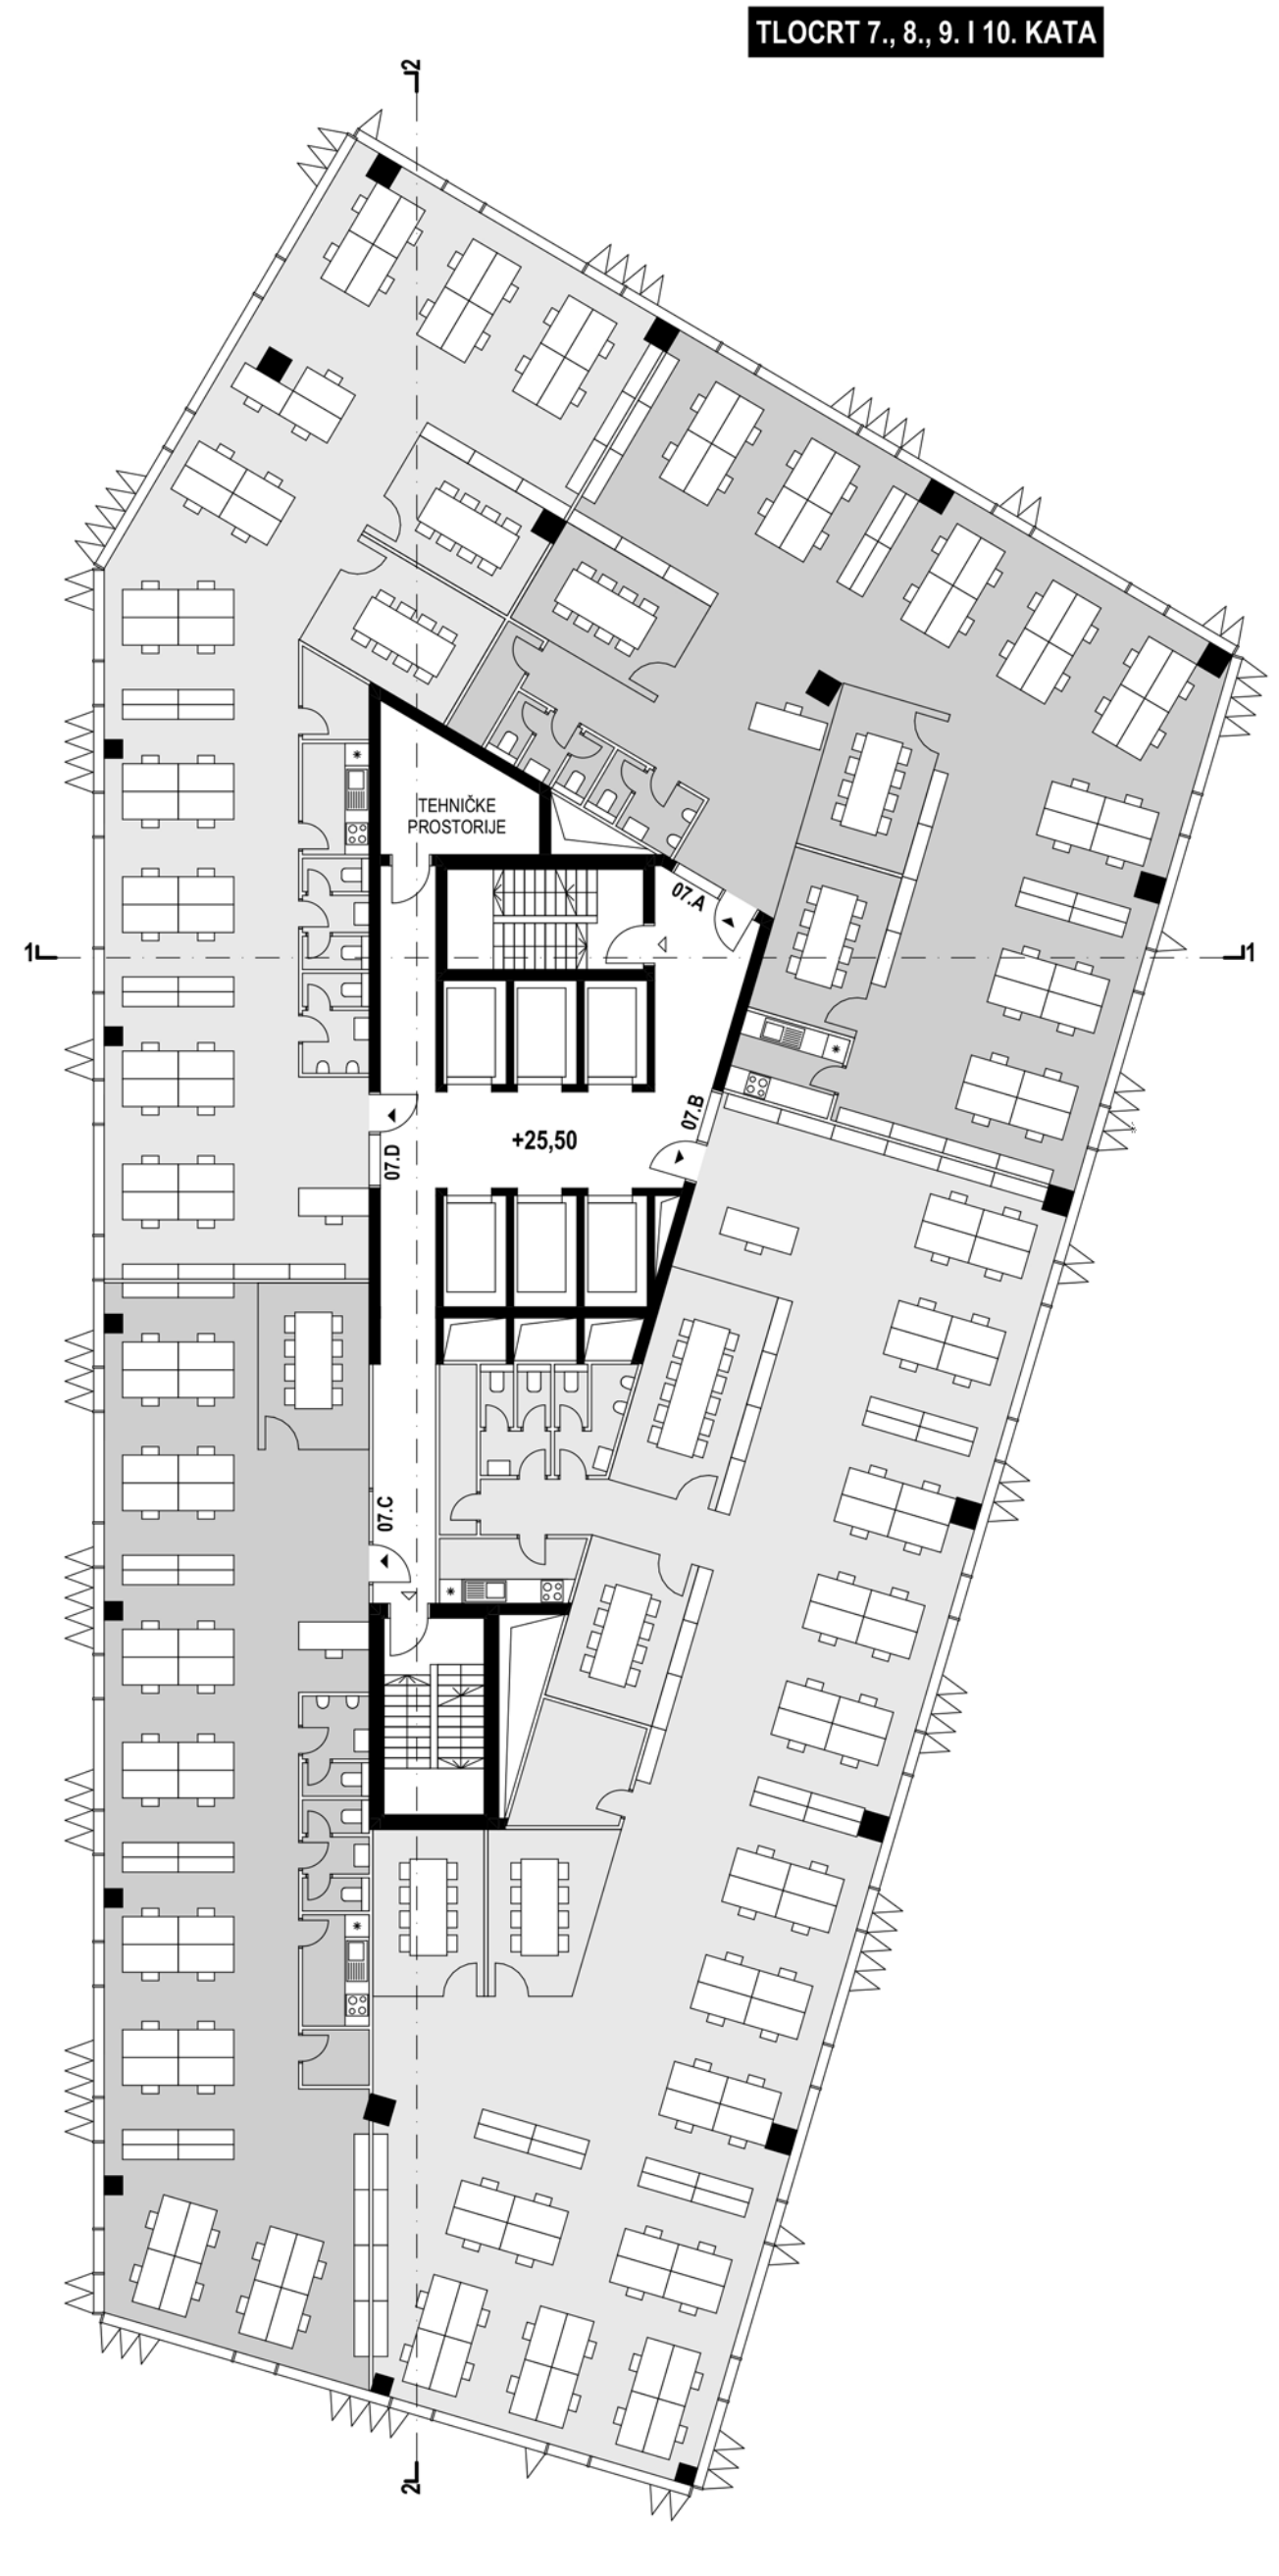 TLOCRT 7., 8., 9. I 10. KATA
2
TEHNIČKE
PROSTORIJE
07.A
1
1
07.B
+25,50
07.D
07.C
2